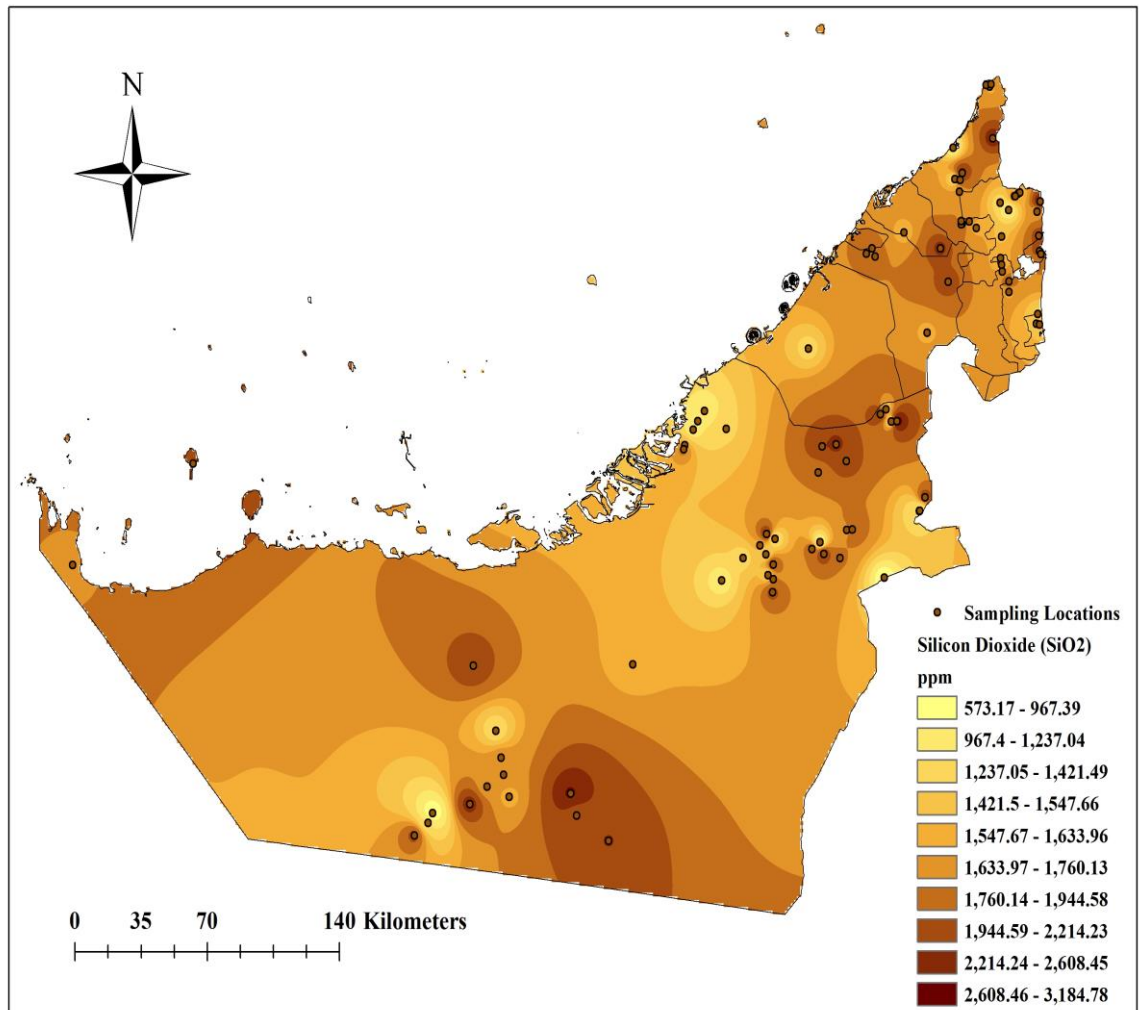 N
Sampling Locations
Silicon Dioxide (SiO2)
ppm
573.17 - 967.39
967.4 - 1,237.04
1,237.05 - 1,421.49
1,421.5 - 1,547.66
1,547.67 - 1,633.96
1,633.97 - 1,760.13
1,760.14 - 1,944.58
1,944.59 - 2,214.23
2,214.24 - 2,608.45
2,608.46 - 3,184.78
0 35 70 140 Kilometers